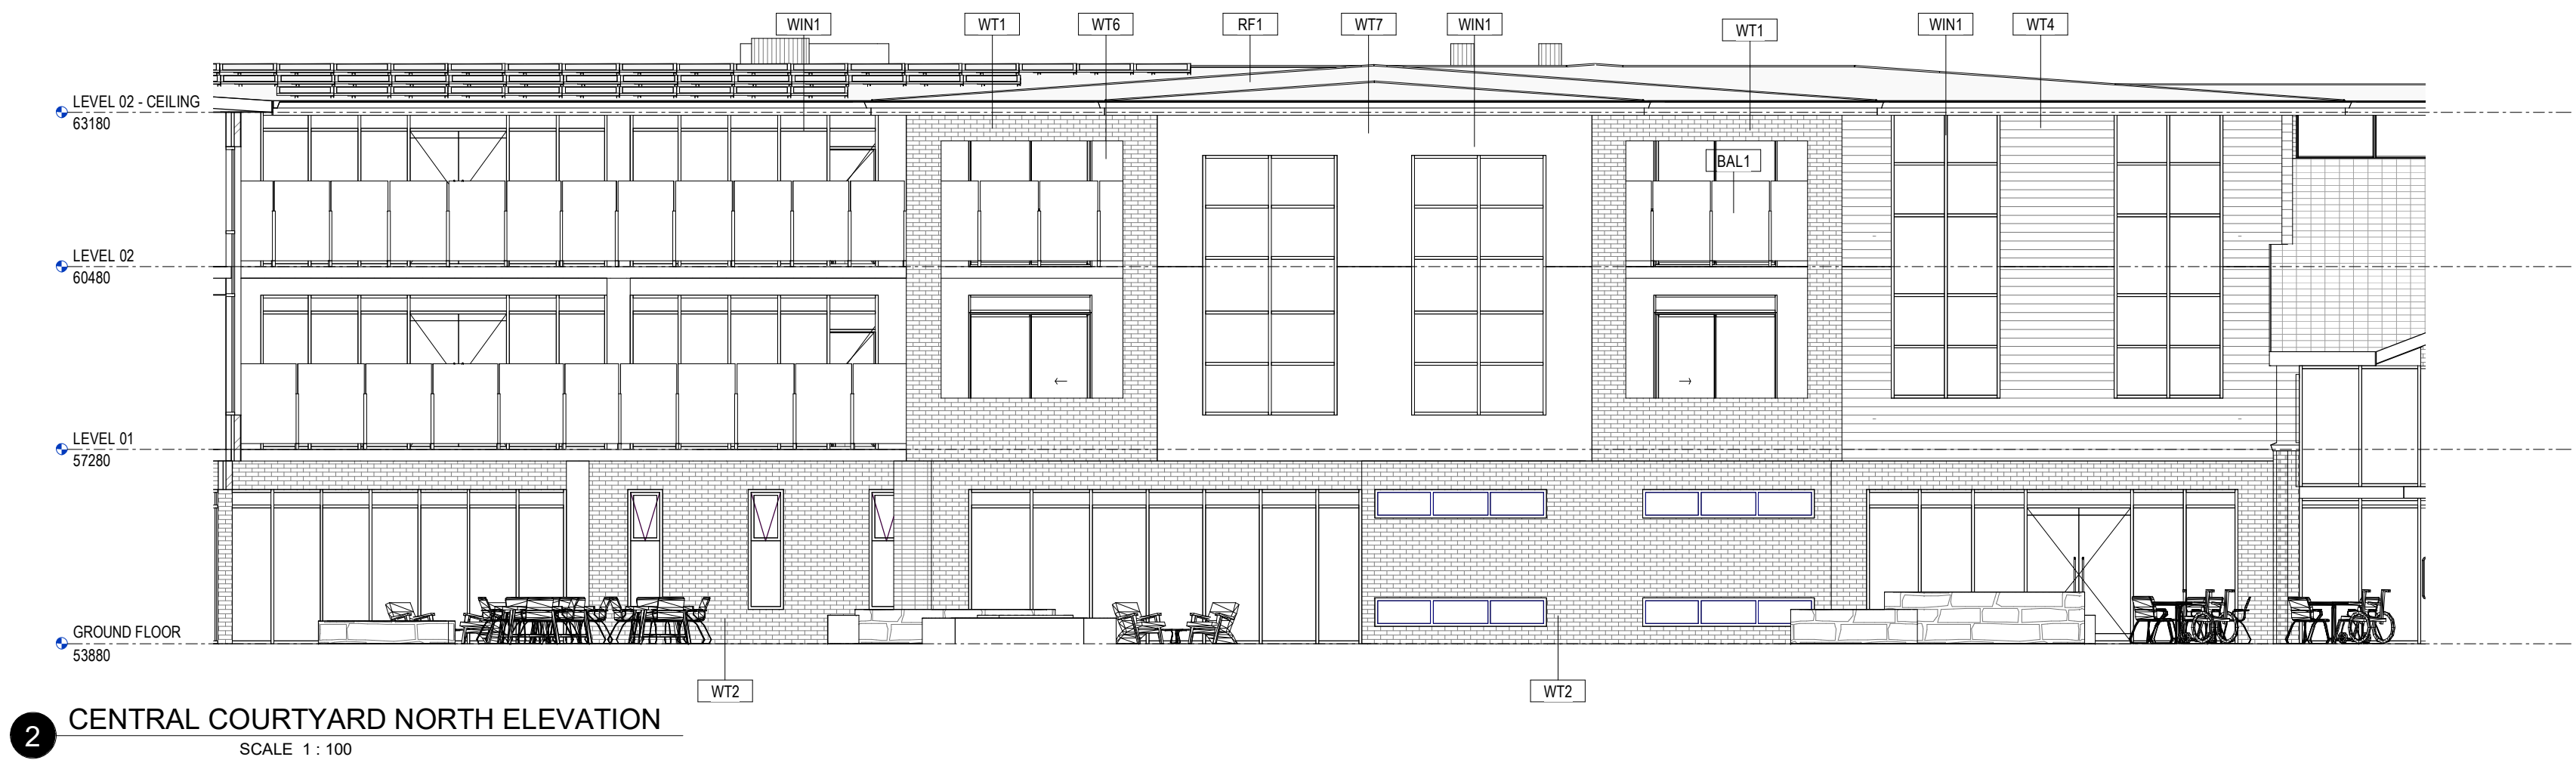 WIN1
WT1
WT6
RF1
WT7
WIN1
WT1
WIN1
WT4
LEVEL 02 - CEILING
63180
BAL1
LEVEL 02
60480
LEVEL 01
57280
GROUND FLOOR
53880
WT2
WT2
2
CENTRAL COURTYARD NORTH ELEVATION
SCALE 1 : 100